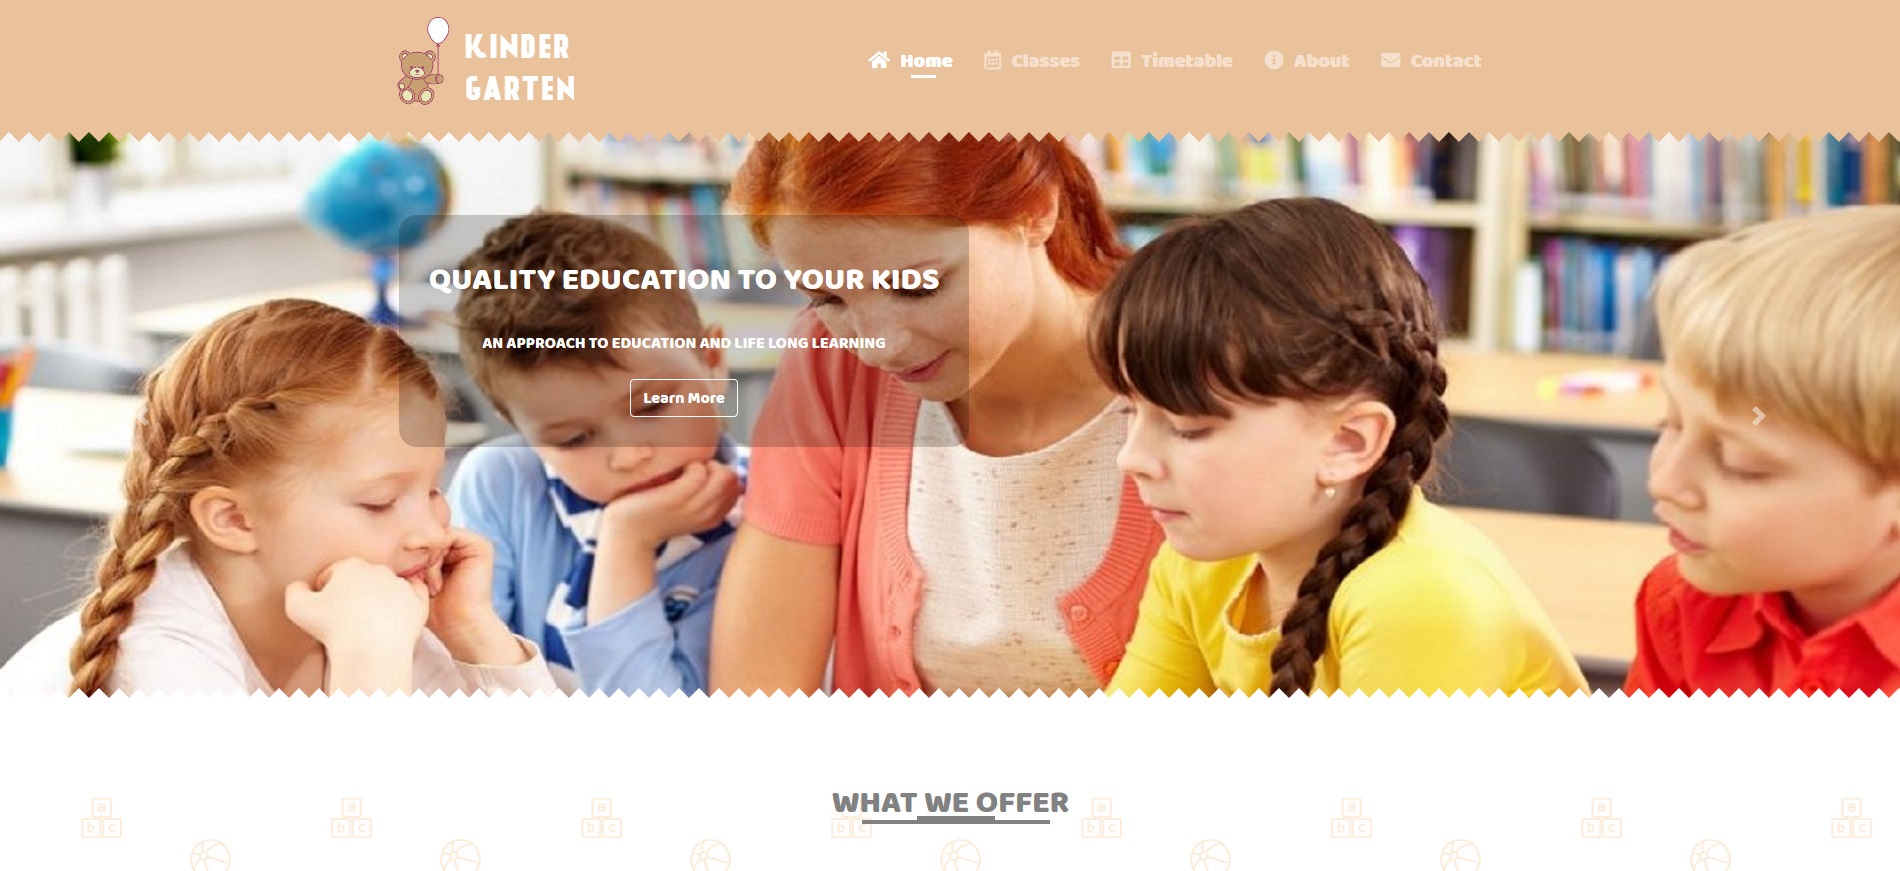 KINDER
GARTEN
Home Classes Timetable About Contact
QUALITY EDUCATION TO YOUR KIDS
AN APPROACH TO EDUCATION AND LIFE LONG LEARNING
Learn More
WHAT WE OFFER
a a a a a a a
b c b c b c b c b c b c b c b c